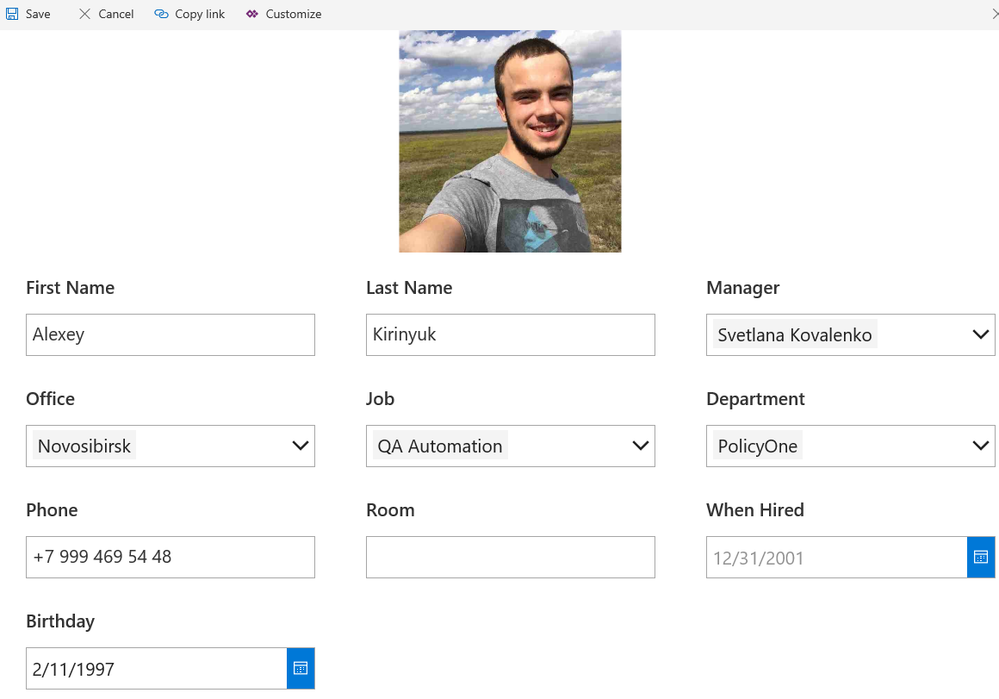 Save Cancel Copy link Customize
First Name Last Name Manager
Alexey Kirinyuk Svetlana Kovalenko
Office Job Department
Novosibirsk QA Automation PolicyOne
Phone Room When Hired
+7 999 469 54 48 12/31/2001
Birthday
2/11/1997